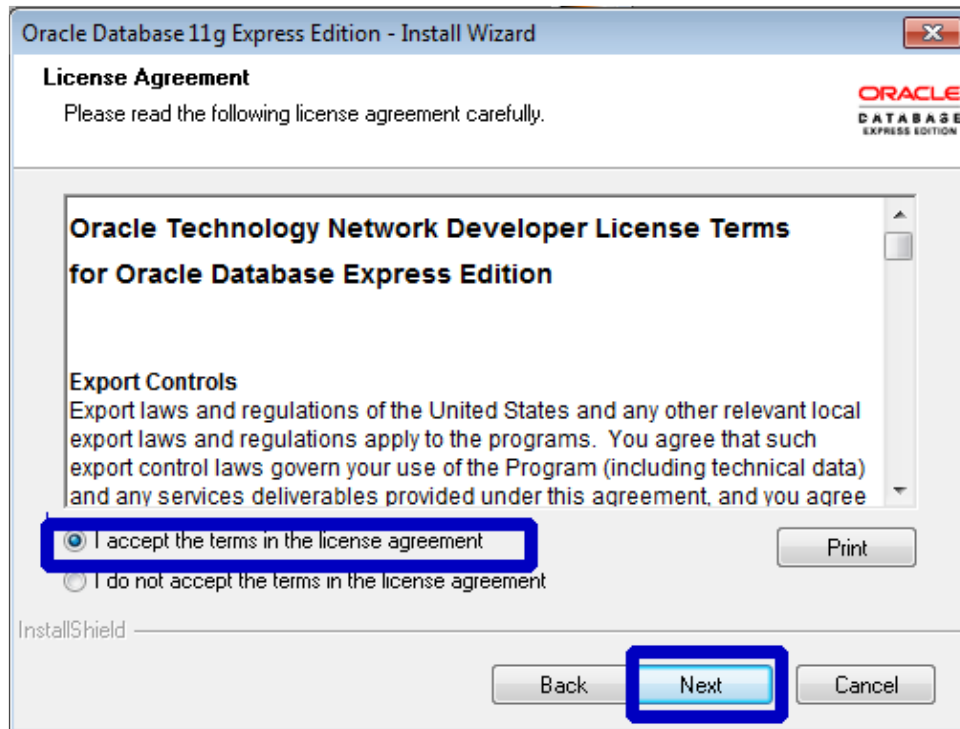 Oracle Database 11g Express Edition - Install Wizard
License Agreement
Please read the following license agreement carefully.
ORACLE
DATABASE
EXPRESS EDITION
Oracle Technology Network Developer License Terms
for Oracle Database Express Edition
Export Controls
Export laws and regulations of the United States and any other relevant local
export laws and regulations apply to the programs.  You agree that such
export control laws govern your use of the Program (including technical data)
and any services deliverables provided under this agreement, and you agree
I accept the terms in the license agreement
Print
I do not accept the terms in the license agreement
InstallShield
Back
Next
Cancel